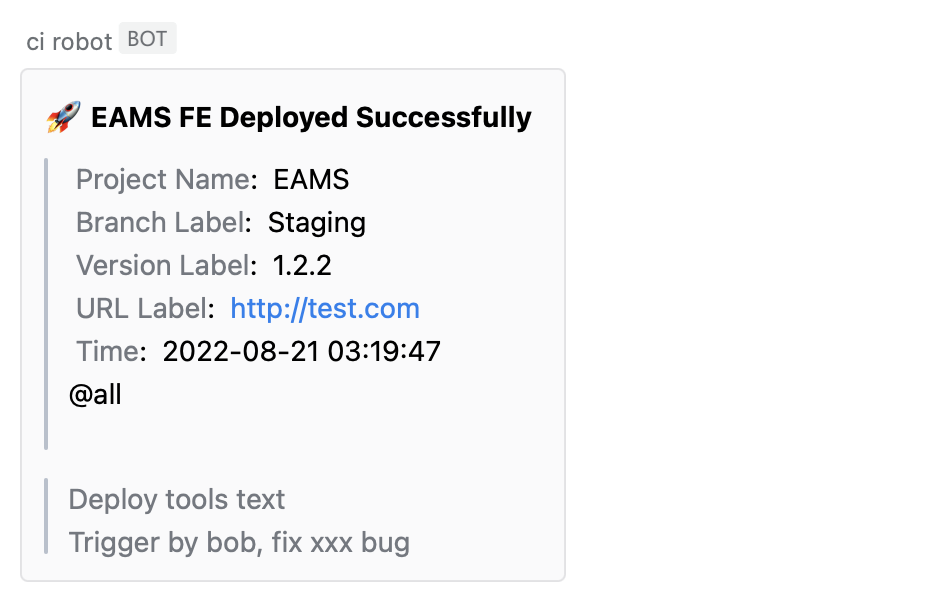 ci robot BOT
🚀 EAMS FE Deployed Successfully
Project Name: EAMS
Branch Label: Staging
Version Label: 1.2.2
URL Label: http://test.com
Time: 2022-08-21 03:19:47
@all
Deploy tools text
Trigger by bob, fix xxx bug